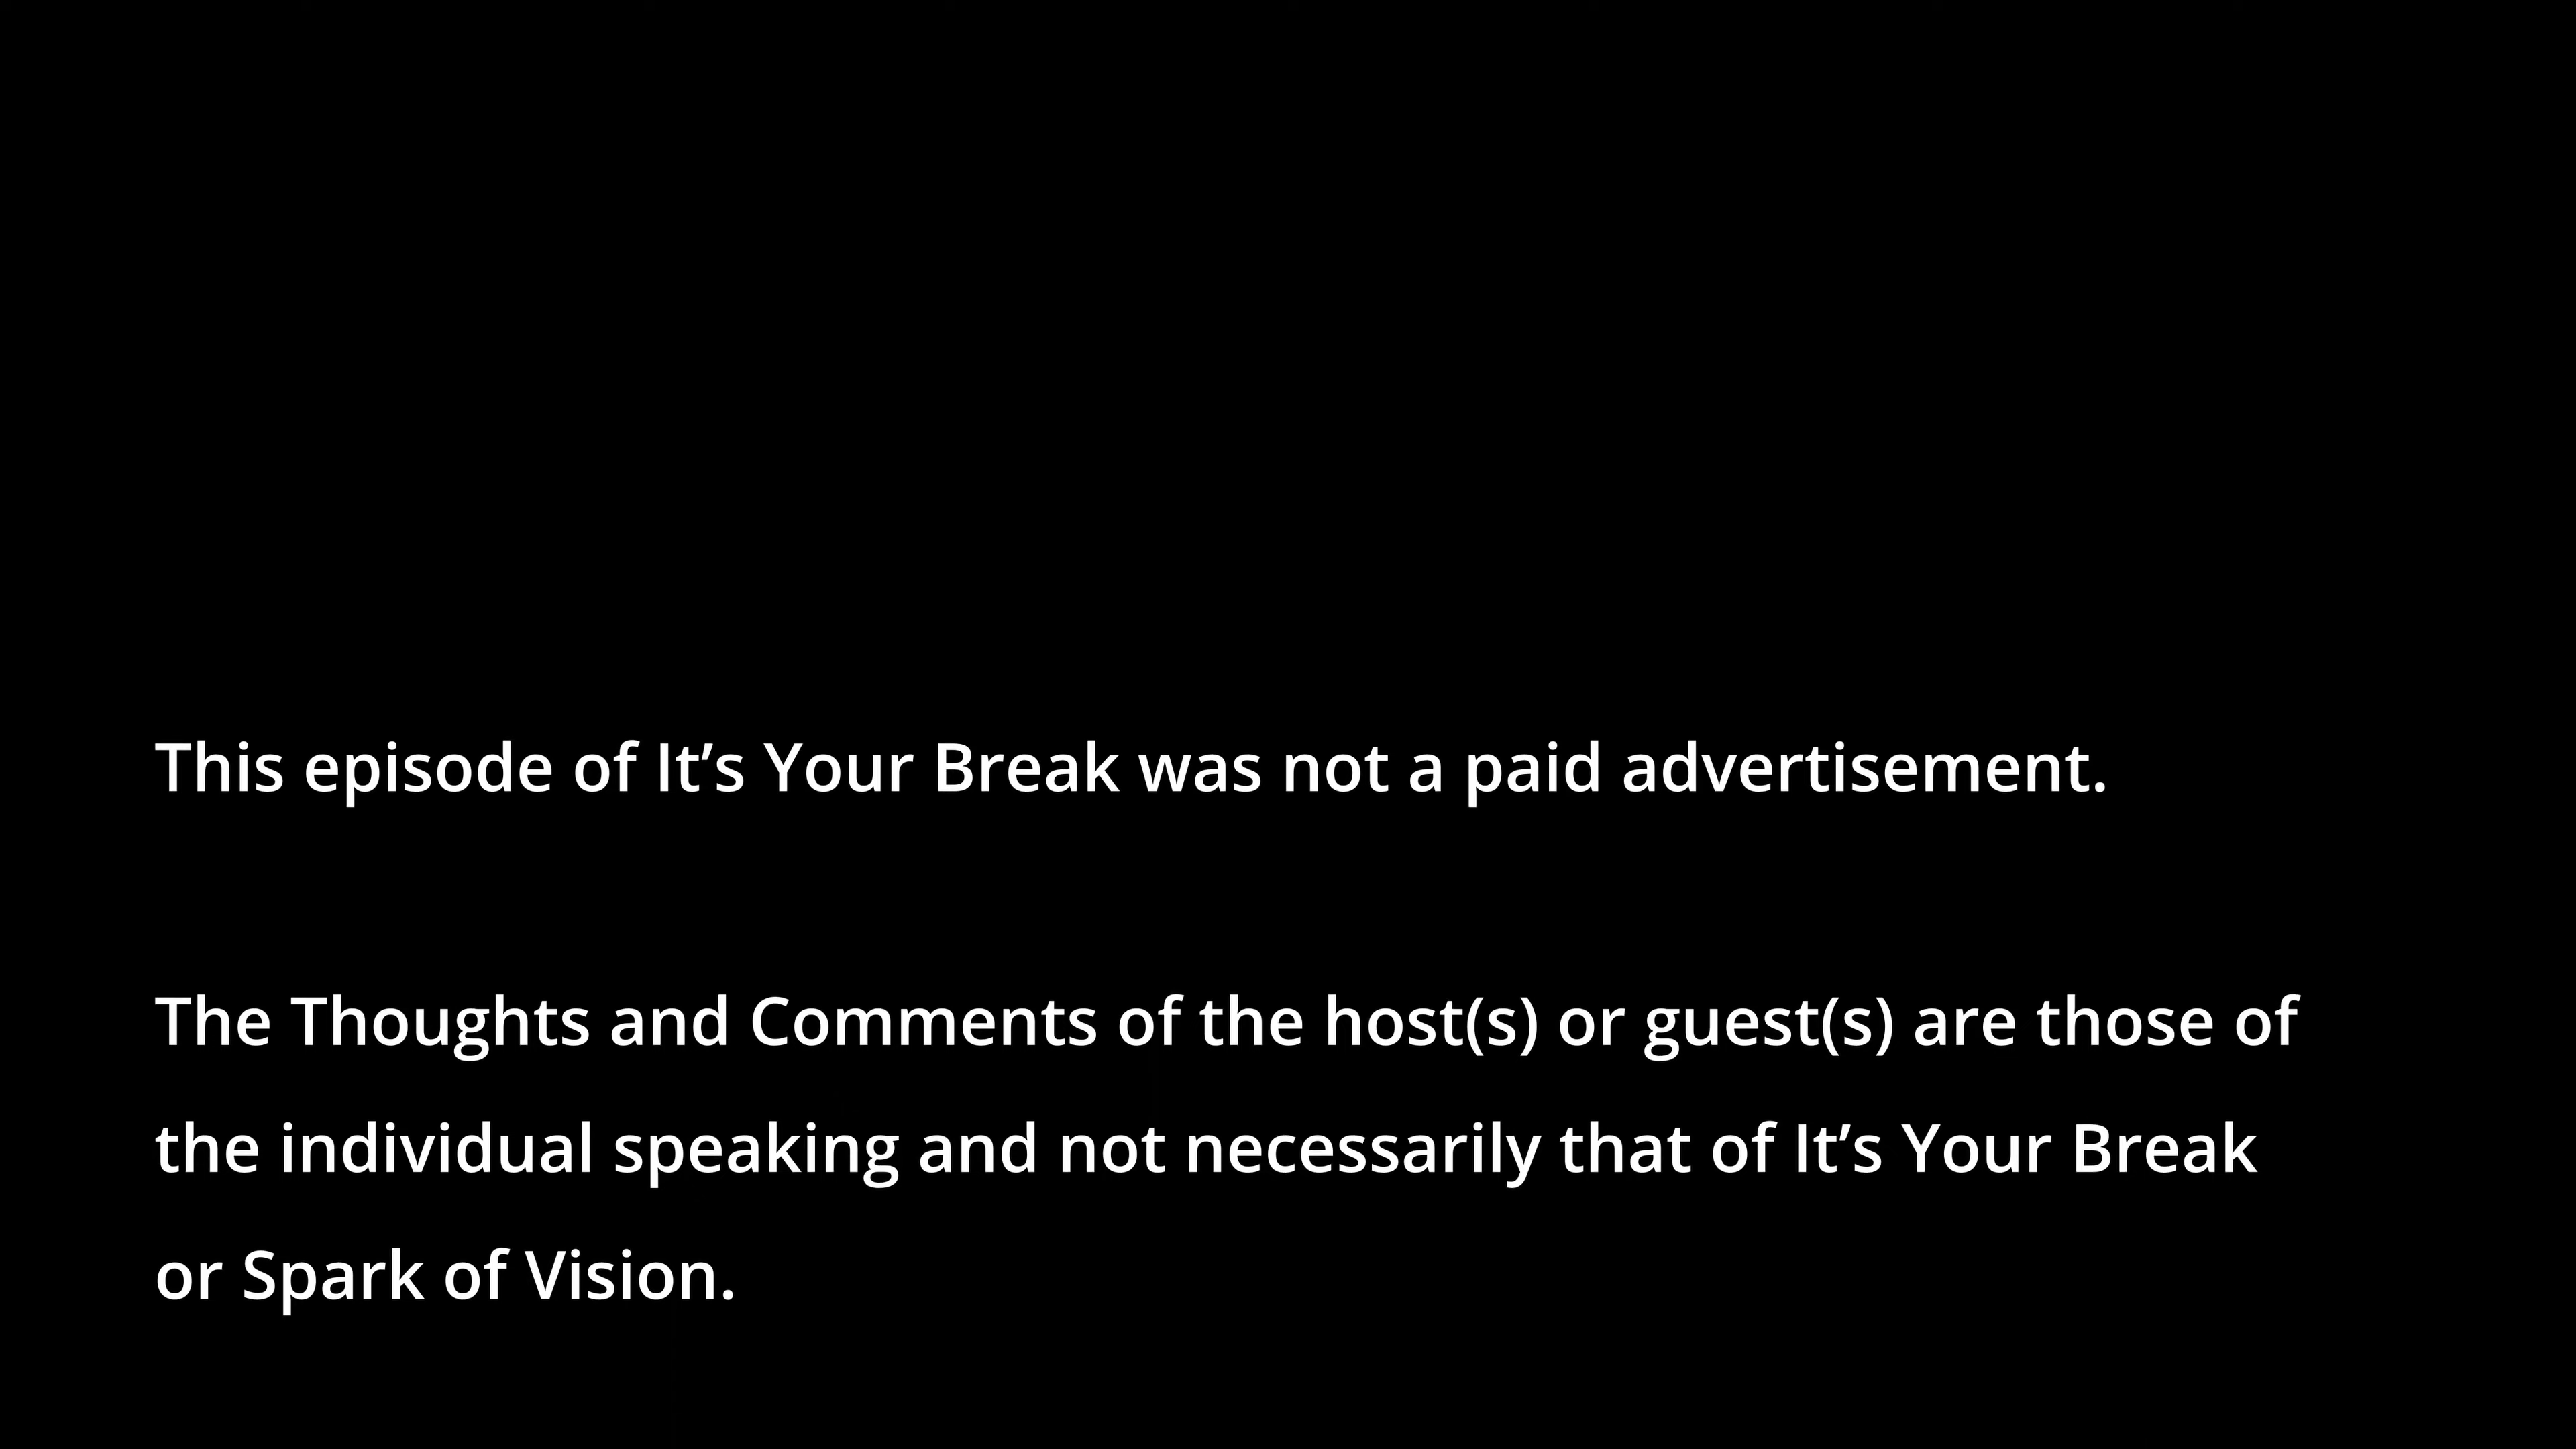 This episode of It’s Your Break was not a paid advertisement.
The Thoughts and Comments of the host(s) or guest(s) are those of
the individual speaking and not necessarily that of It’s Your Break
or Spark of Vision.